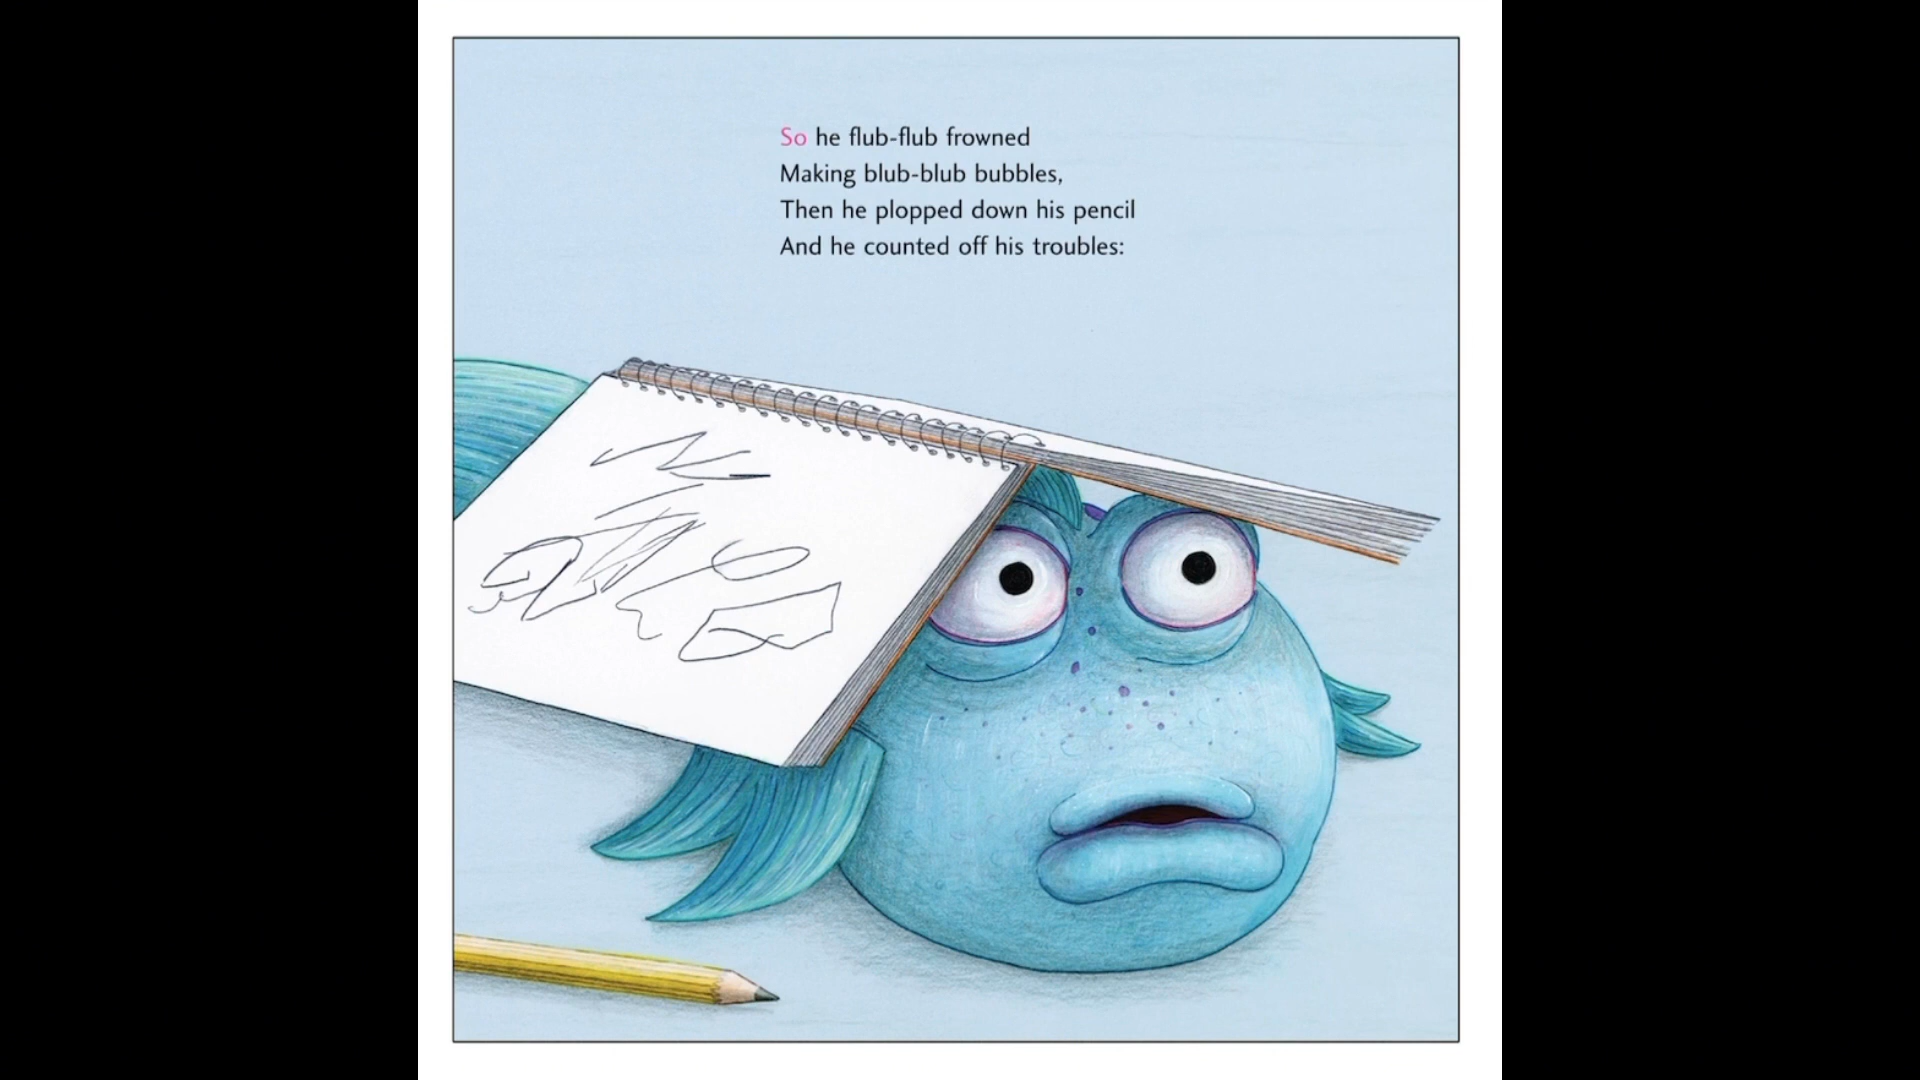 So he flub-flub frowned
Making blub-blub bubbles,
Then he plopped down his pencil
And he counted off his troubles: